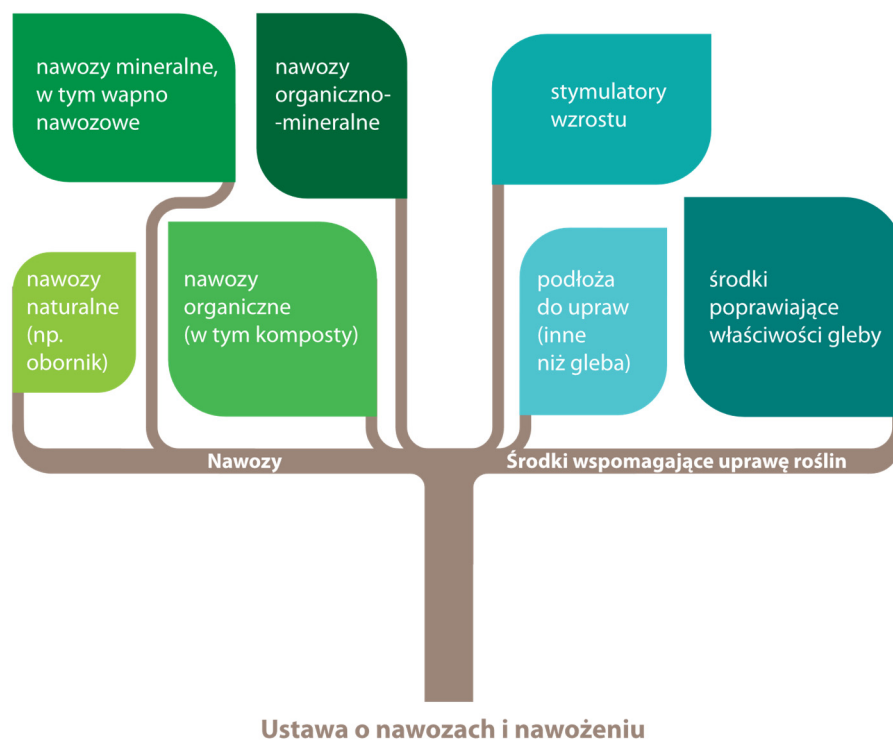 nawozy mineralne,
w tym wapno
nawozowe
nawozy
organiczno-
-mineralne
stymulatory
wzrostu
nawozy
naturalne
(np.
obornik)
nawozy
organiczne
(w tym komposty)
podłoża
do upraw
(inne
niż gleba)
środki
poprawiające
właściwości gleby
Nawozy
Środki wspomagające uprawę roślin
Ustawa o nawozach i nawożeniu